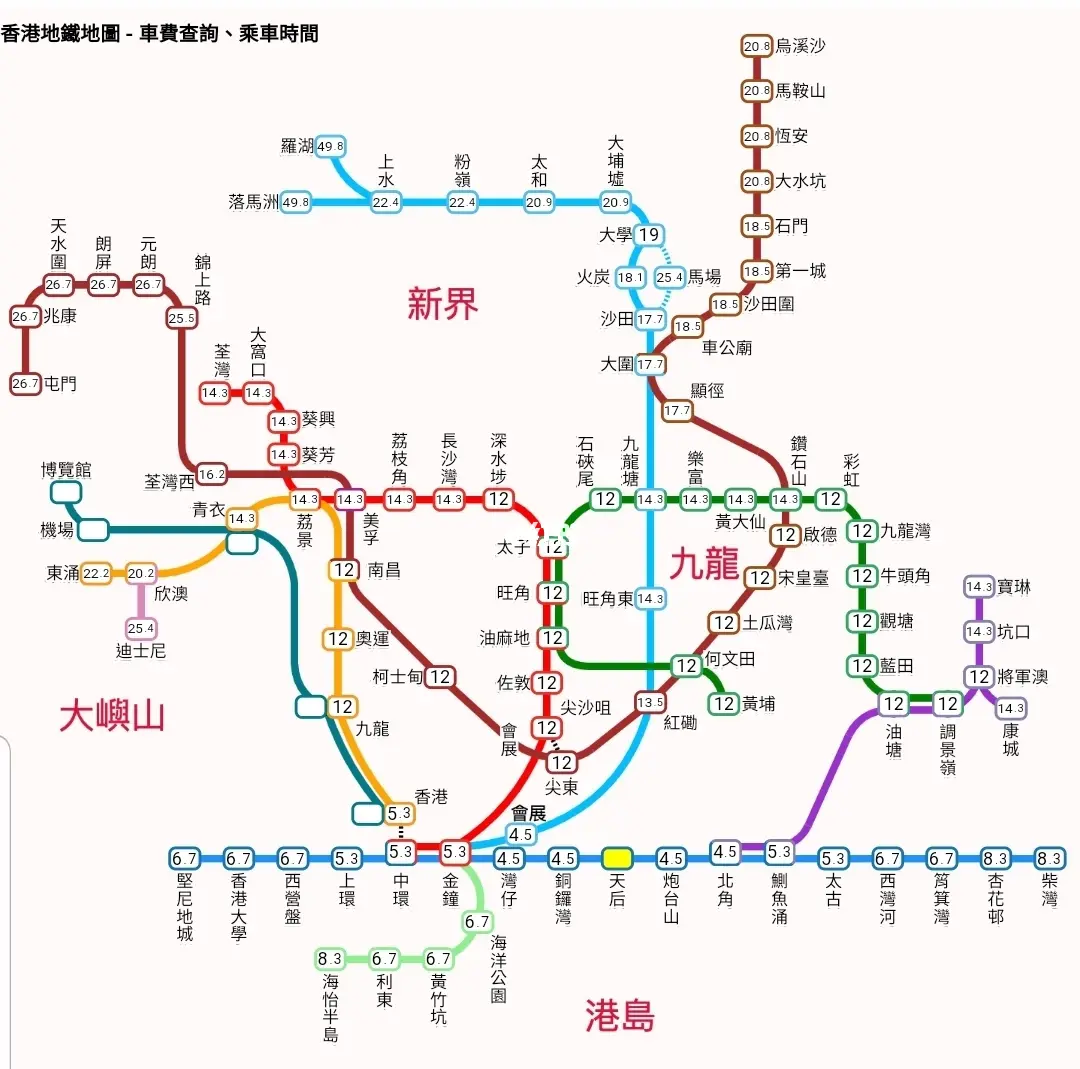 香港地鐵地圖 - 車費查詢、乘車時間
20.8 烏溪沙
20.8 馬鞍山
20.8 恆安
20.8 大水坑
18.5 石門
18.5 第一城
18.5 沙田圍
18.5 車公廟
17.7 大圍
17.7 顯徑
羅湖 49.8
落馬洲 49.8
上水 22.4
粉嶺 22.4
太和 20.9
大埔墟 20.9
大學 19
火炭 18.1
25.4 馬場
沙田 17.7
新界
天水圍 26.7
朗屏 26.7
元朗 26.7
錦上路 25.5
26.7 兆康
26.7 屯門
荃灣 14.3
大窩口 14.3
14.3 葵興
14.3 葵芳
荃灣西 16.2
14.3 荔景
14.3 美孚
荔枝角 14.3
長沙灣 14.3
深水埗 12
石硤尾 12
九龍塘 14.3
樂富 14.3
14.3 黃大仙
鑽石山 14.3
彩虹 12
博覽館
機場
青衣 14.3
東涌 22.2
20.2 欣澳
25.4 迪士尼
12 南昌
12 奧運
12 九龍
柯士甸 12
太子 12
旺角 12
油麻地 12
佐敦 12
尖沙咀 12
會展
12 尖東
九龍
旺角東 14.3
12 啟德
12 宋皇臺
12 土瓜灣
12 何文田
12 黃埔
13.5 紅磡
12 九龍灣
12 牛頭角
12 觀塘
12 藍田
12 油塘
12 調景嶺
14.3 寶琳
14.3 坑口
12 將軍澳
14.3 康城
大嶼山
香港 5.3
會展 4.5
6.7 堅尼地城
6.7 香港大學
6.7 西營盤
5.3 上環
5.3 中環
5.3 金鐘
4.5 灣仔
4.5 銅鑼灣
天后
4.5 炮台山
4.5 北角
5.3 鰂魚涌
5.3 太古
6.7 西灣河
6.7 筲箕灣
8.3 杏花邨
8.3 柴灣
6.7 海洋公園
8.3 海怡半島
6.7 利東
6.7 黃竹坑
港島